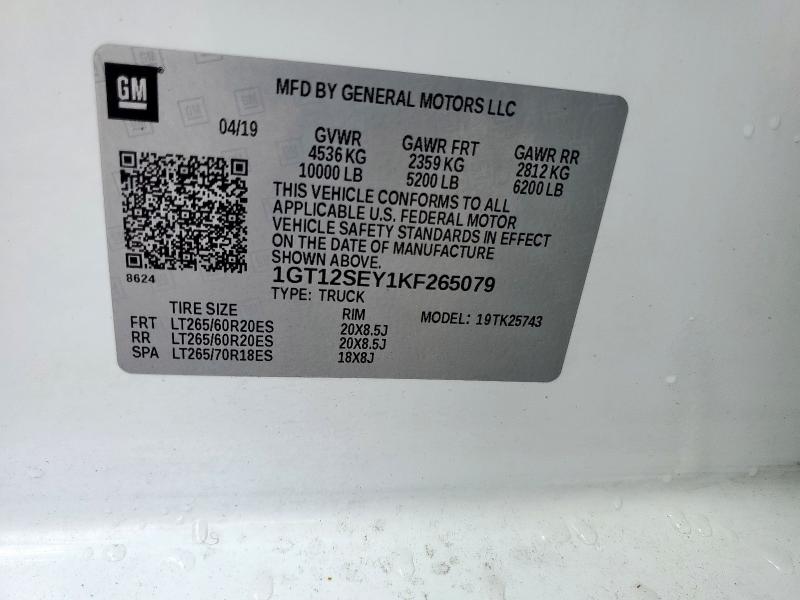 GM
MFD BY GENERAL MOTORS LLC
04/19
GVWR GAWR FRT GAWR RR
4536 KG 2359 KG 2812 KG
10000 LB 5200 LB 6200 LB
THIS VEHICLE CONFORMS TO ALL
APPLICABLE U.S. FEDERAL MOTOR
VEHICLE SAFETY STANDARDS IN EFFECT
ON THE DATE OF MANUFACTURE
SHOWN ABOVE.
8624
1GT12SEY1KF265079
TYPE: TRUCK
TIRE SIZE RIM MODEL: 19TK25743
FRT LT265/60R20ES 20X8.5J
RR LT265/60R20ES 20X8.5J
SPA LT265/70R18ES 18X8J